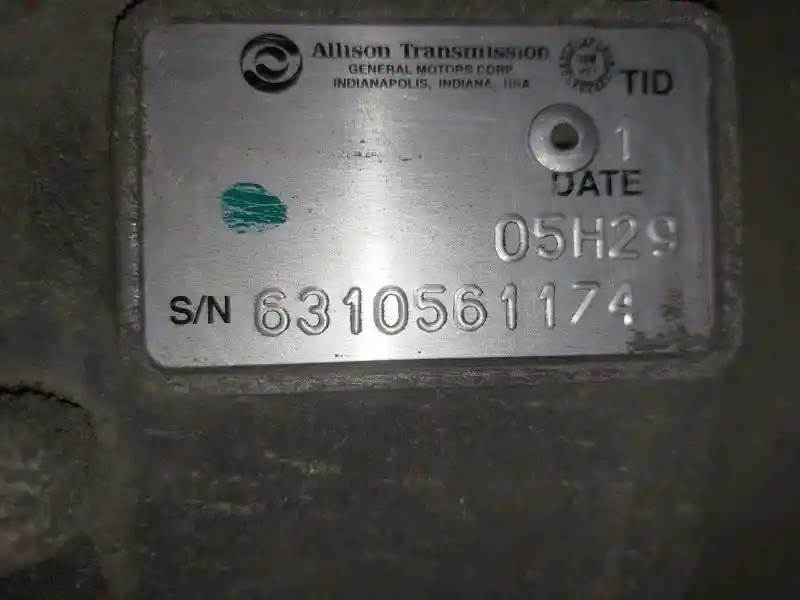 Allison Transmission
GENERAL MOTORS CORP
INDIANAPOLIS, INDIANA, USA
TID
1
DATE
05H29
S/N 6310561174